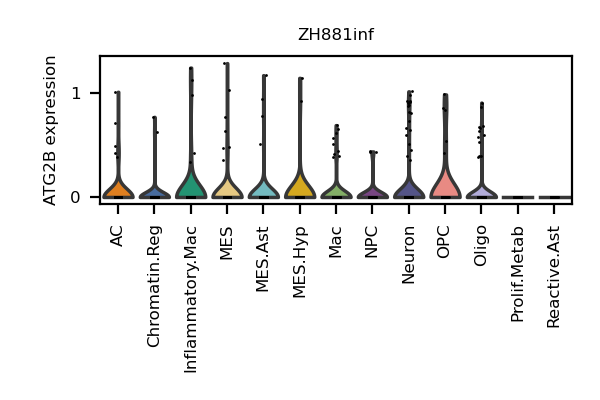 ZH881inf
ATG2B expression
1
0
AC
Chromatin.Reg
Inflammatory.Mac
MES
MES.Ast
MES.Hyp
Mac
NPC
Neuron
OPC
Oligo
Prolif.Metab
Reactive.Ast